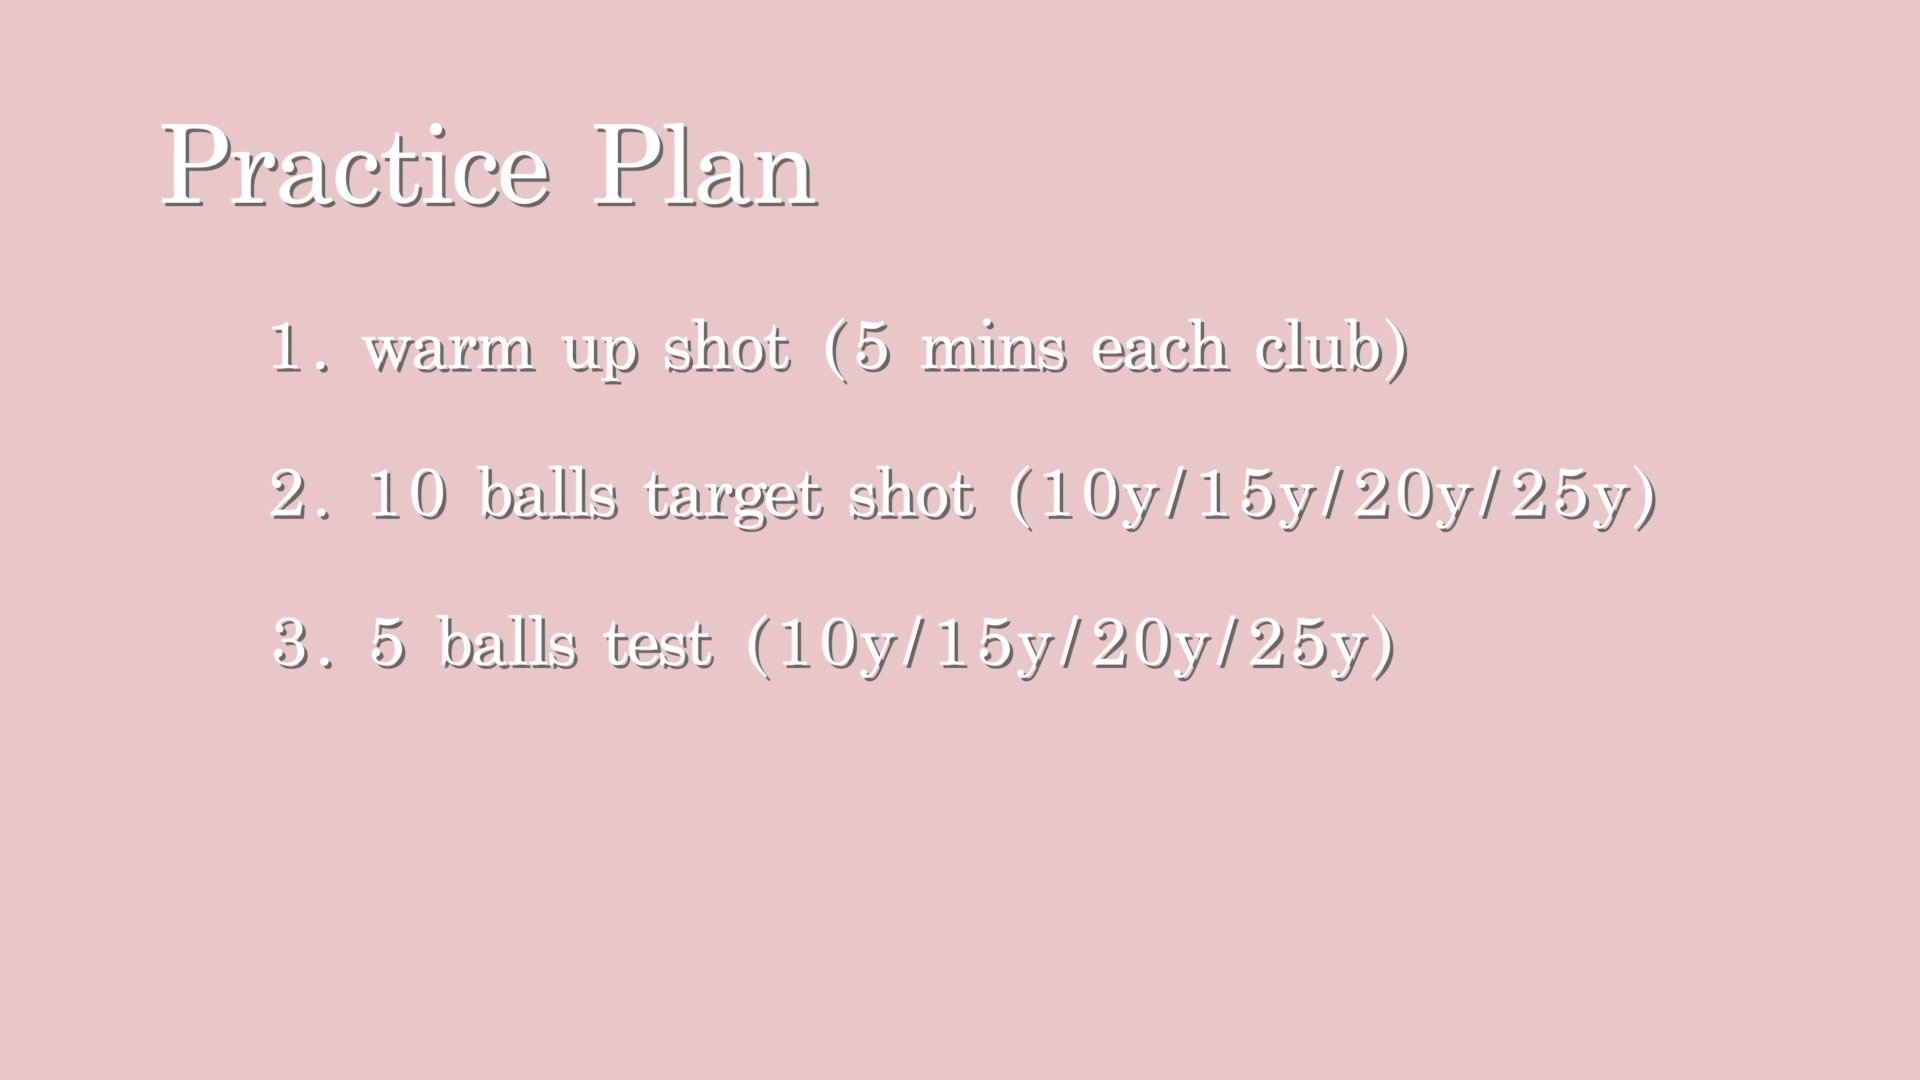 Practice Plan
1. warm up shot (5 mins each club)
2. 10 balls target shot (10y/15y/20y/25y)
3. 5 balls test (10y/15y/20y/25y)